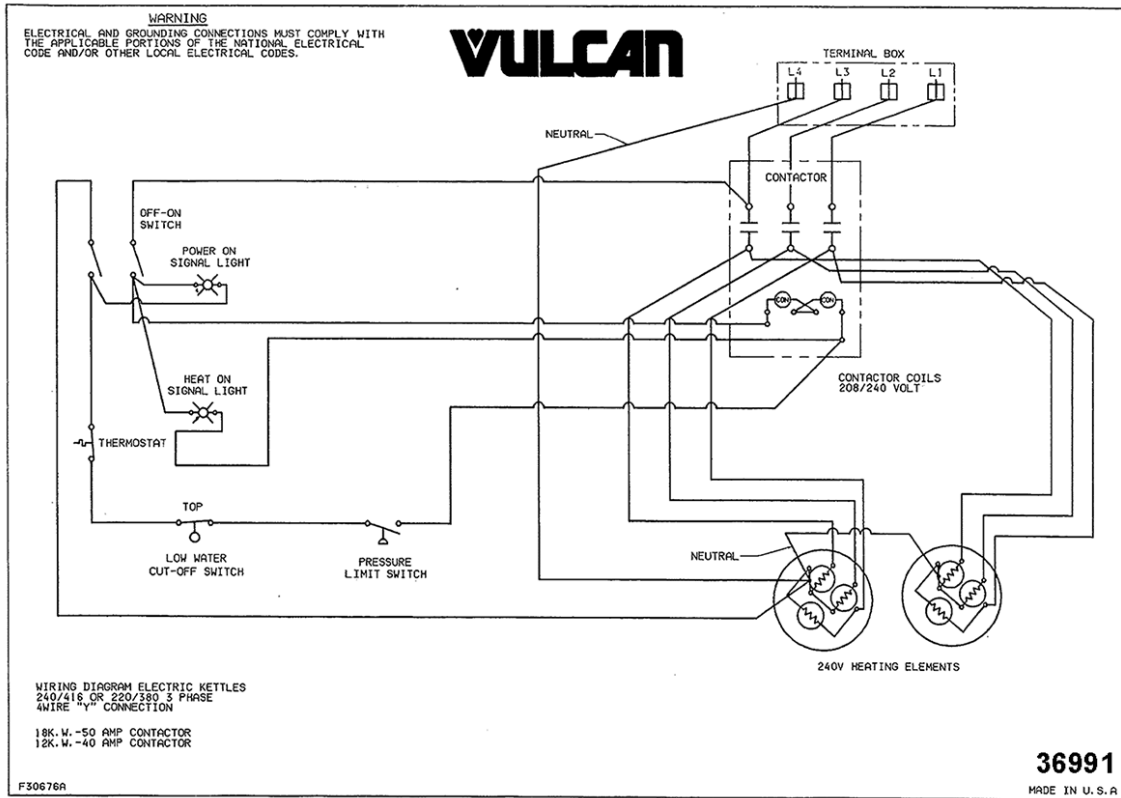 WARNING
ELECTRICAL AND GROUNDING CONNECTIONS MUST COMPLY WITH
THE APPLICABLE PORTIONS OF THE NATIONAL ELECTRICAL
CODE AND/OR OTHER LOCAL ELECTRICAL CODES.
VULCAN
TERMINAL BOX
L4 L3 L2 L1
NEUTRAL
CONTACTOR
OFF-ON
SWITCH
POWER ON
SIGNAL LIGHT
CON CON
HEAT ON
SIGNAL LIGHT
CONTACTOR COILS
208/240 VOLT
THERMOSTAT
TOP
LOW WATER
CUT-OFF SWITCH
PRESSURE
LIMIT SWITCH
NEUTRAL
240V HEATING ELEMENTS
WIRING DIAGRAM ELECTRIC KETTLES
240/416 OR 220/380 3 PHASE
4WIRE "Y" CONNECTION
18K.W.-50 AMP CONTACTOR
12K.W.-40 AMP CONTACTOR
F30676A
36991
MADE IN U.S.A